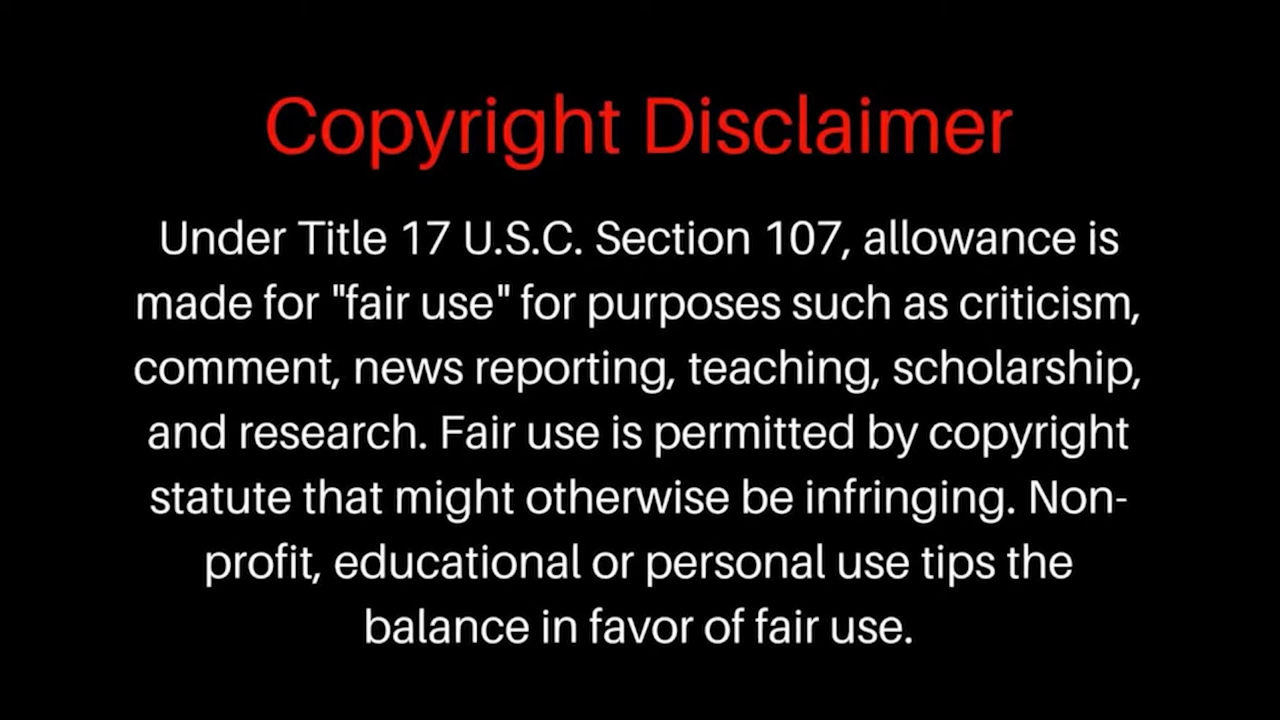 Copyright Disclaimer
Under Title 17 U.S.C. Section 107, allowance is
made for "fair use" for purposes such as criticism,
comment, news reporting, teaching, scholarship,
and research. Fair use is permitted by copyright
statute that might otherwise be infringing. Non-
profit, educational or personal use tips the
balance in favor of fair use.